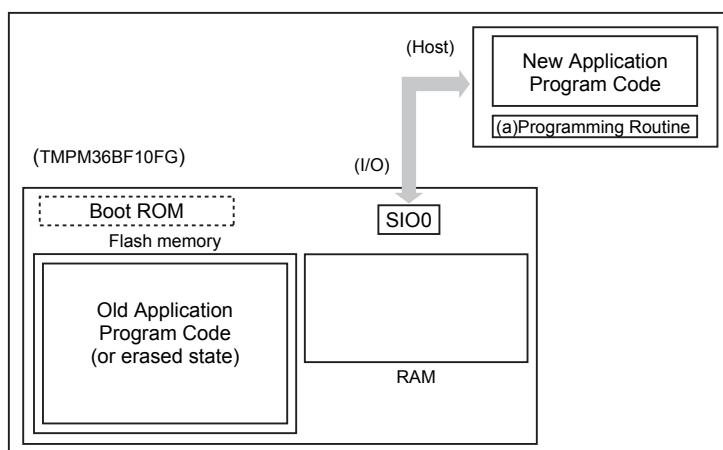 (Host)
New Application
Program Code
(a)Programming Routine
(TMPM36BF10FG)
(I/O)
Boot ROM
SIO0
Flash memory
Old Application
Program Code
(or erased state)
RAM